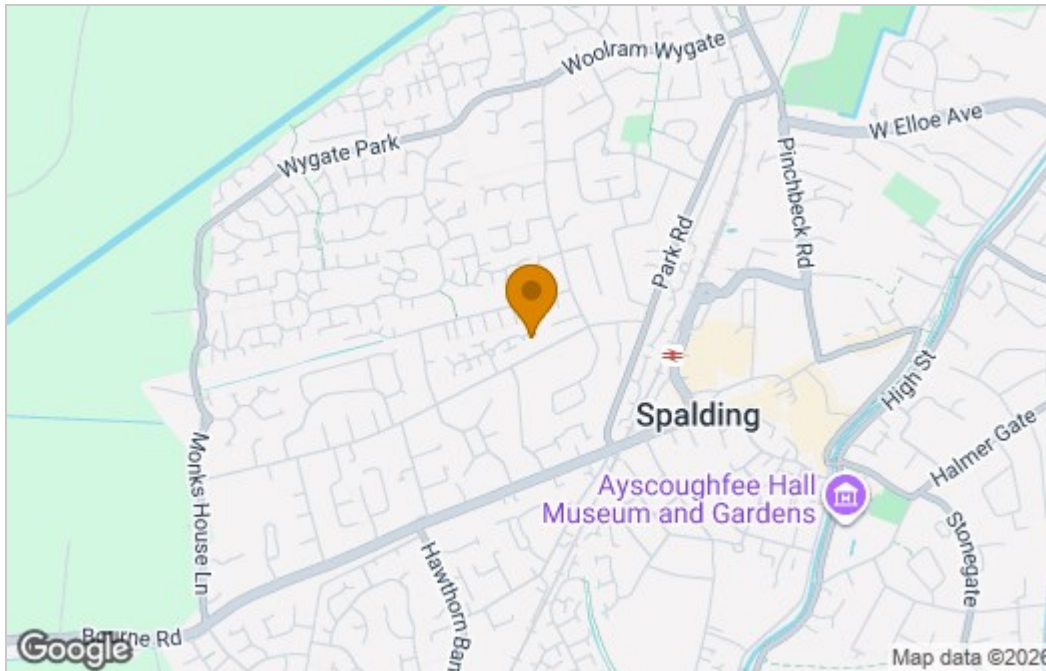 Woolram Wygate
W Elloe Ave
Wygate Park
Pinchbeck Rd
Park Rd
High St
Spalding
Halmer Gate
Monks House Ln
Ayscoughfee Hall
Museum and Gardens
Stonegate
Hawthorn Ban
Bourne Rd
Google
Map data ©2026